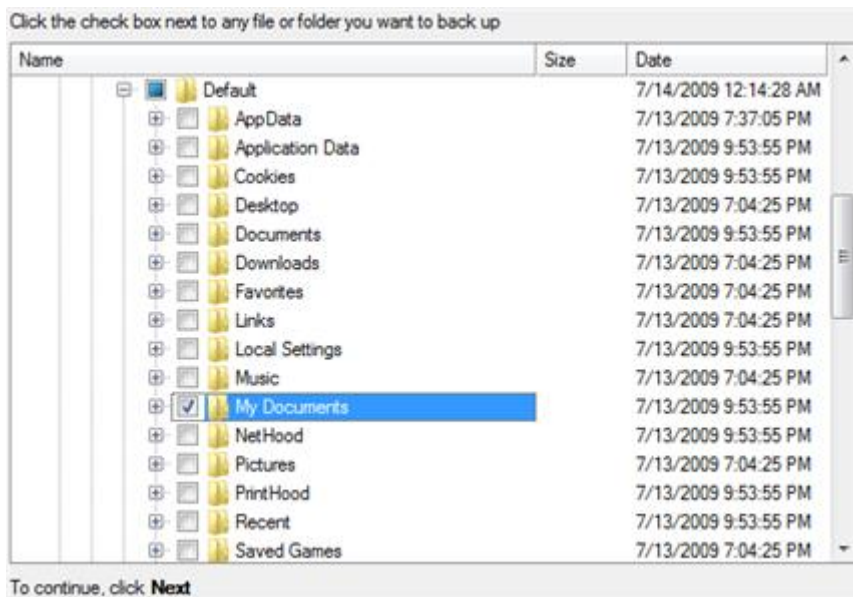 Click the check box next to any file or folder you want to back up
Name Size Date
Default 7/14/2009 12:14:28 AM
AppData 7/13/2009 7:37:05 PM
Application Data 7/13/2009 9:53:55 PM
Cookies 7/13/2009 9:53:55 PM
Desktop 7/13/2009 7:04:25 PM
Documents 7/13/2009 9:53:55 PM
Downloads 7/13/2009 7:04:25 PM
Favorites 7/13/2009 7:04:25 PM
Links 7/13/2009 7:04:25 PM
Local Settings 7/13/2009 9:53:55 PM
Music 7/13/2009 7:04:25 PM
My Documents 7/13/2009 9:53:55 PM
NetHood 7/13/2009 9:53:55 PM
Pictures 7/13/2009 7:04:25 PM
PrintHood 7/13/2009 9:53:55 PM
Recent 7/13/2009 9:53:55 PM
Saved Games 7/13/2009 7:04:25 PM
To continue, click Next